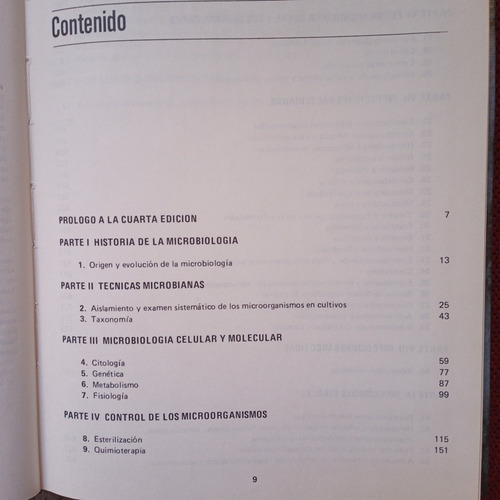 Contenido
PROLOGO A LA CUARTA EDICION 7
PARTE I HISTORIA DE LA MICROBIOLOGIA
1. Origen y evolución de la microbiología 13
PARTE II TECNICAS MICROBIANAS
2. Aislamiento y examen sistemático de los microorganismos en cultivos 25
3. Taxonomía 43
PARTE III MICROBIOLOGIA CELULAR Y MOLECULAR
4. Citología 59
5. Genética 77
6. Metabolismo 87
7. Fisiología 99
PARTE IV CONTROL DE LOS MICROORGANISMOS
8. Esterilización 115
9. Quimioterapia 151
9